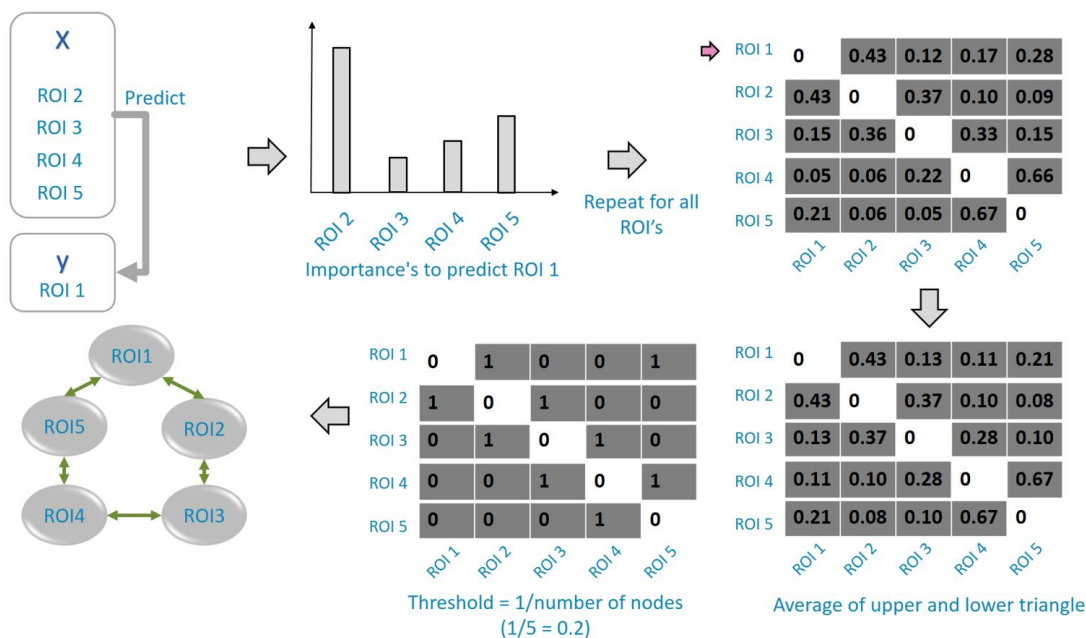 X
ROI 2
ROI 3
ROI 4
ROI 5
Predict
y
ROI 1
ROI 2
ROI 3
ROI 4
ROI 5
Importance's to predict ROI 1
Repeat for all
ROI's
ROI 1 0 0.43 0.12 0.17 0.28
ROI 2 0.43 0 0.37 0.10 0.09
ROI 3 0.15 0.36 0 0.33 0.15
ROI 4 0.05 0.06 0.22 0 0.66
ROI 5 0.21 0.06 0.05 0.67 0
ROI 1 ROI 2 ROI 3 ROI 4 ROI 5
ROI 1 0 0.43 0.13 0.11 0.21
ROI 2 0.43 0 0.37 0.10 0.08
ROI 3 0.13 0.37 0 0.28 0.10
ROI 4 0.11 0.10 0.28 0 0.67
ROI 5 0.21 0.08 0.10 0.67 0
ROI 1 ROI 2 ROI 3 ROI 4 ROI 5
Average of upper and lower triangle
ROI 1 0 1 0 0 1
ROI 2 1 0 1 0 0
ROI 3 0 1 0 1 0
ROI 4 0 0 1 0 1
ROI 5 0 0 0 1 0
ROI 1 ROI 2 ROI 3 ROI 4 ROI 5
Threshold = 1/number of nodes
(1/5 = 0.2)
ROI1
ROI5
ROI2
ROI4
ROI3